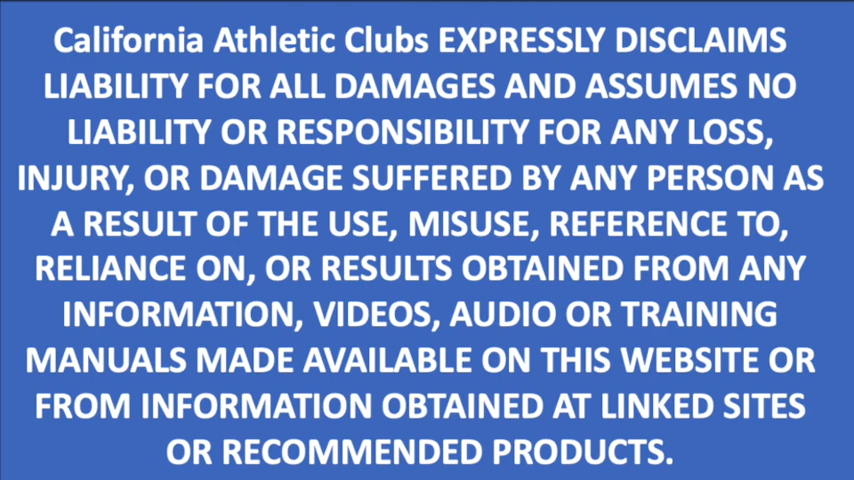 California Athletic Clubs EXPRESSLY DISCLAIMS
LIABILITY FOR ALL DAMAGES AND ASSUMES NO
LIABILITY OR RESPONSIBILITY FOR ANY LOSS,
INJURY, OR DAMAGE SUFFERED BY ANY PERSON AS
A RESULT OF THE USE, MISUSE, REFERENCE TO,
RELIANCE ON, OR RESULTS OBTAINED FROM ANY
INFORMATION, VIDEOS, AUDIO OR TRAINING
MANUALS MADE AVAILABLE ON THIS WEBSITE OR
FROM INFORMATION OBTAINED AT LINKED SITES
OR RECOMMENDED PRODUCTS.